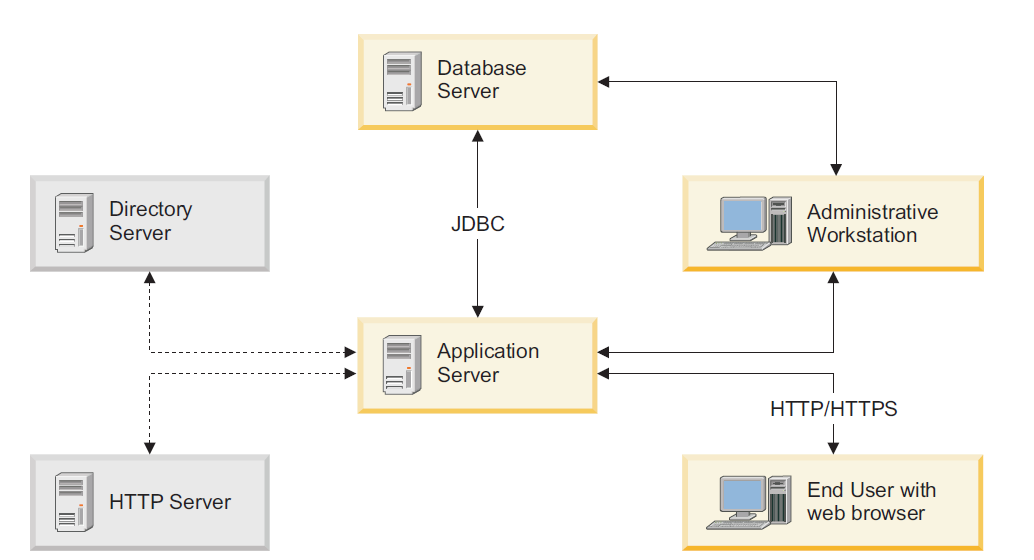 Database
Server
Directory
Server
JDBC
Administrative
Workstation
Application
Server
HTTP/HTTPS
HTTP Server
End User with
web browser